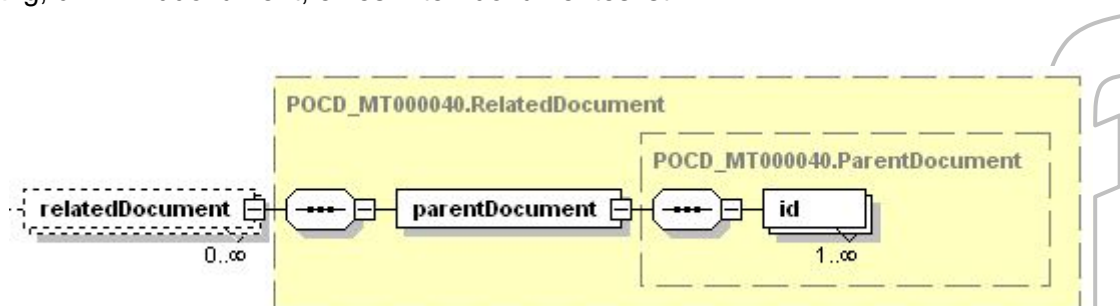 POCD_MT000040.RelatedDocument
POCD_MT000040.ParentDocument
relatedDocument
parentDocument
id
0..∞
1..∞